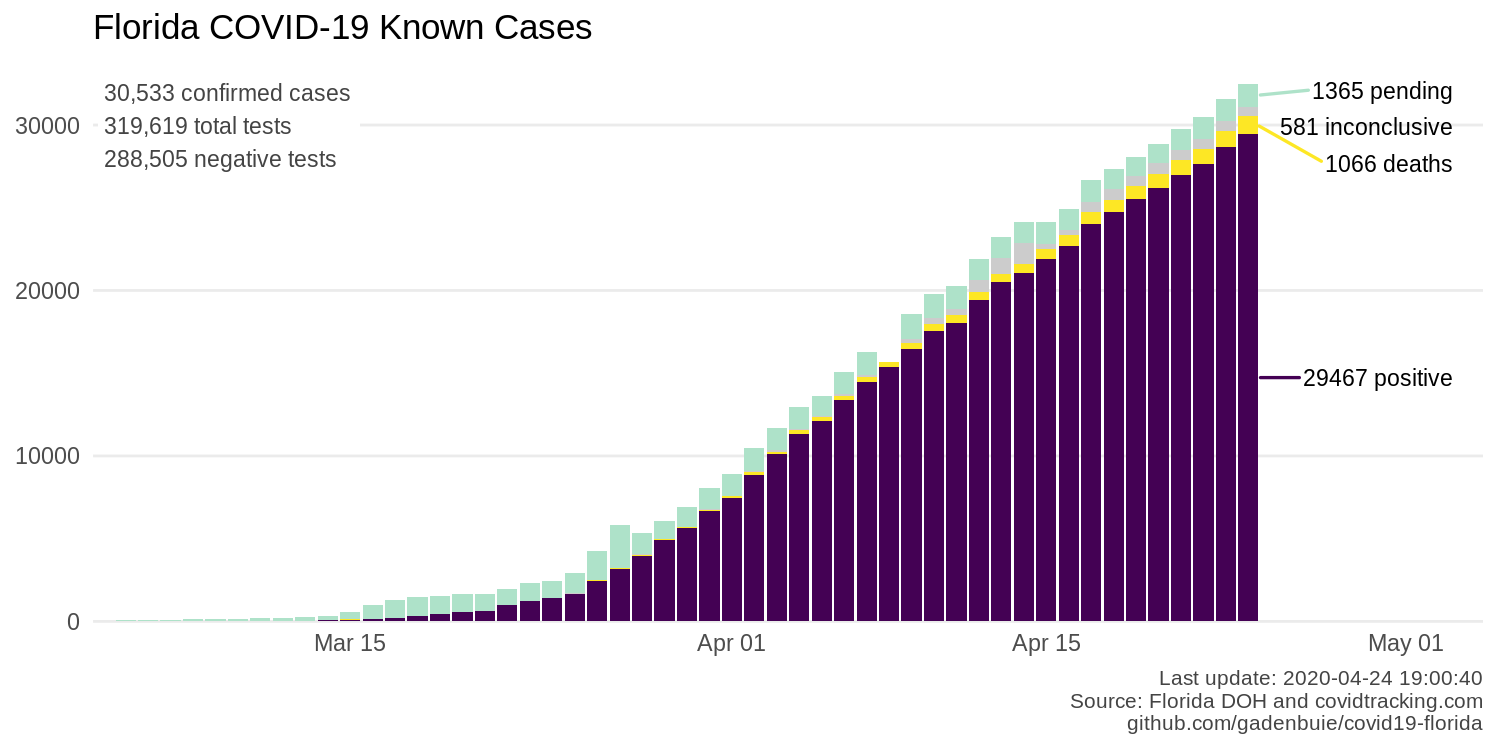 Florida COVID-19 Known Cases
30,533 confirmed cases
319,619 total tests
288,505 negative tests
1365 pending
581 inconclusive
1066 deaths
29467 positive
30000
20000
10000
0
Mar 15
Apr 01
Apr 15
May 01
Last update: 2020-04-24 19:00:40
Source: Florida DOH and covidtracking.com
github.com/gadenbuie/covid19-florida